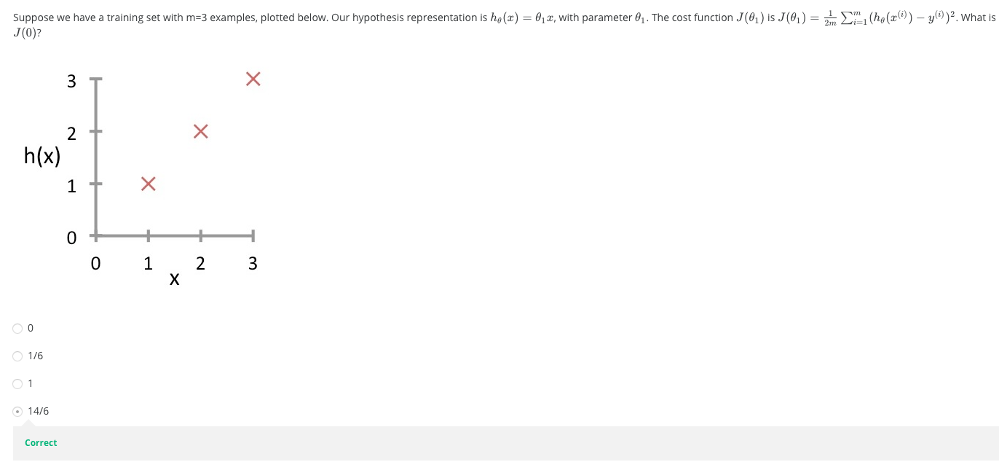 Suppose we have a training set with m=3 examples, plotted below. Our hypothesis representation is $h_\theta(x) = \theta_1 x$, with parameter $\theta_1$. The cost function $J(\theta_1)$ is $J(\theta_1) = \frac{1}{2m} \sum_{i=1}^{m} (h_\theta(x^{(i)}) - y^{(i)})^2$. What is
$J(0)$?
3
2
h(x)
1
0
0 1 2 3
x
0
1/6
1
14/6
Correct